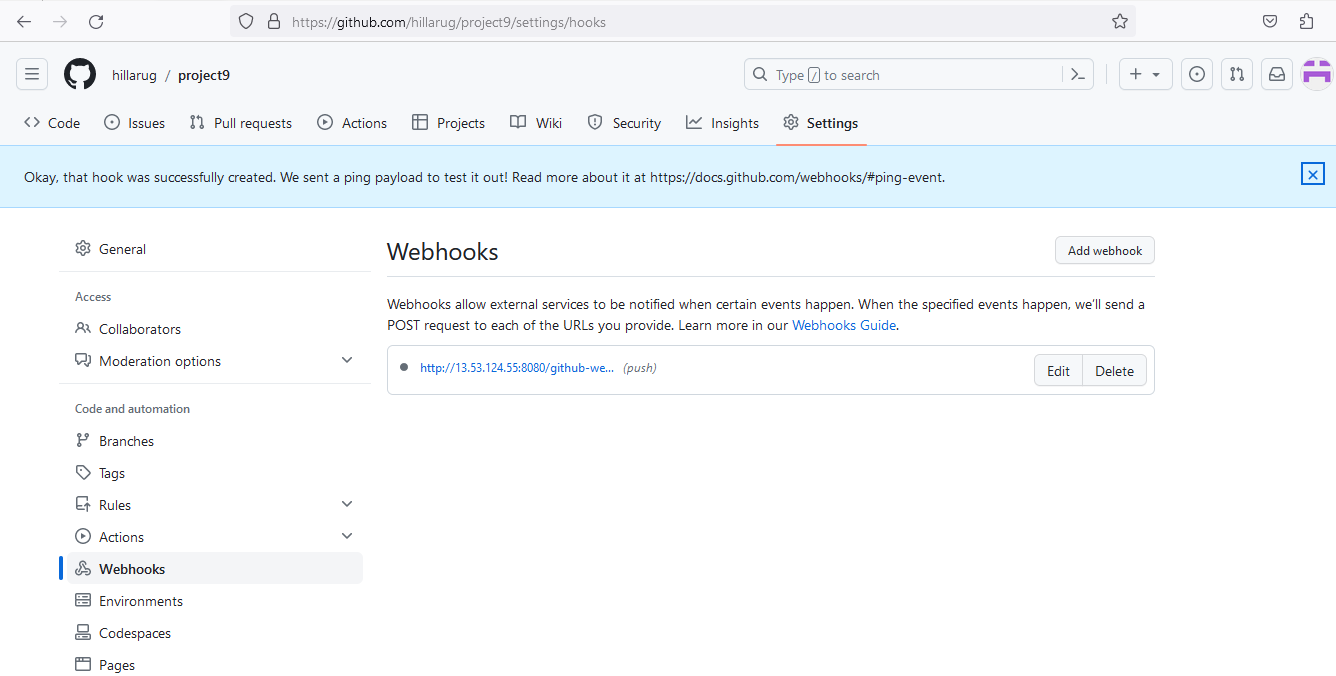 https://github.com/hillarug/project9/settings/hooks
hillarug / project9
Type / to search
Code Issues Pull requests Actions Projects Wiki Security Insights Settings
Okay, that hook was successfully created. We sent a ping payload to test it out! Read more about it at https://docs.github.com/webhooks/#ping-event.
General
Access
Collaborators
Moderation options
Code and automation
Branches
Tags
Rules
Actions
Webhooks
Environments
Codespaces
Pages
Webhooks
Add webhook
Webhooks allow external services to be notified when certain events happen. When the specified events happen, we'll send a
POST request to each of the URLs you provide. Learn more in our Webhooks Guide.
http://13.53.124.55:8080/github-we... (push)
Edit Delete